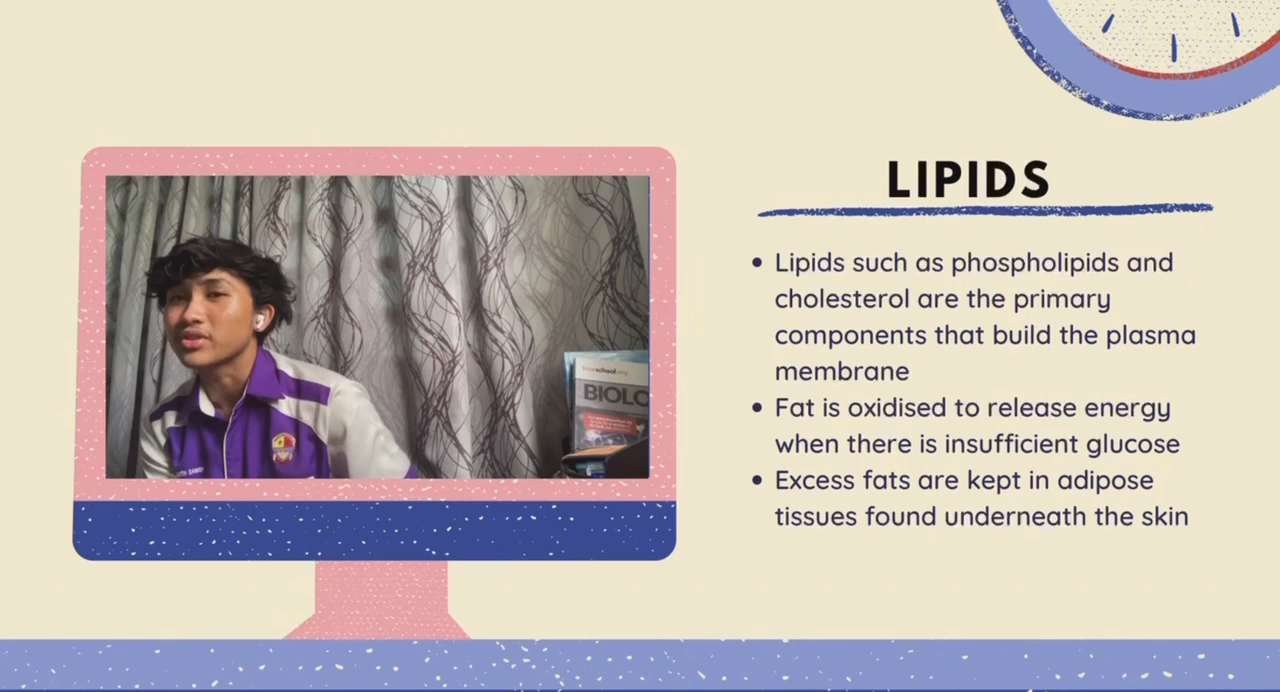 LIPIDS
• Lipids such as phospholipids and
cholesterol are the primary
components that build the plasma
membrane
• Fat is oxidised to release energy
when there is insufficient glucose
• Excess fats are kept in adipose
tissues found underneath the skin
BIOLO